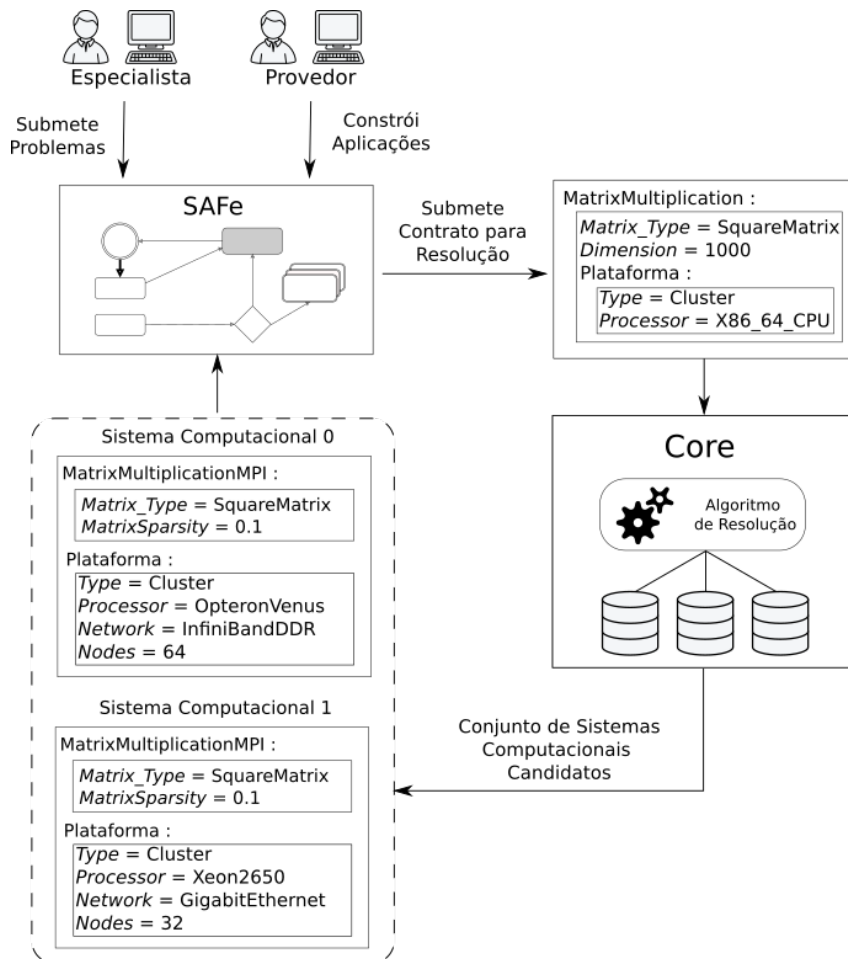 Especialista
Provedor
Submete
Problemas
Constrói
Aplicações
SAFe
Submete
Contrato para
Resolução
MatrixMultiplication :
Matrix_Type = SquareMatrix
Dimension = 1000
Plataforma :
Type = Cluster
Processor = X86_64_CPU
Core
Algoritmo
de Resolução
Conjunto de Sistemas
Computacionais
Candidatos
Sistema Computacional 0
MatrixMultiplicationMPI :
Matrix_Type = SquareMatrix
MatrixSparsity = 0.1
Plataforma :
Type = Cluster
Processor = OpteronVenus
Network = InfiniBandDDR
Nodes = 64
Sistema Computacional 1
MatrixMultiplicationMPI :
Matrix_Type = SquareMatrix
MatrixSparsity = 0.1
Plataforma :
Type = Cluster
Processor = Xeon2650
Network = GigabitEthernet
Nodes = 32